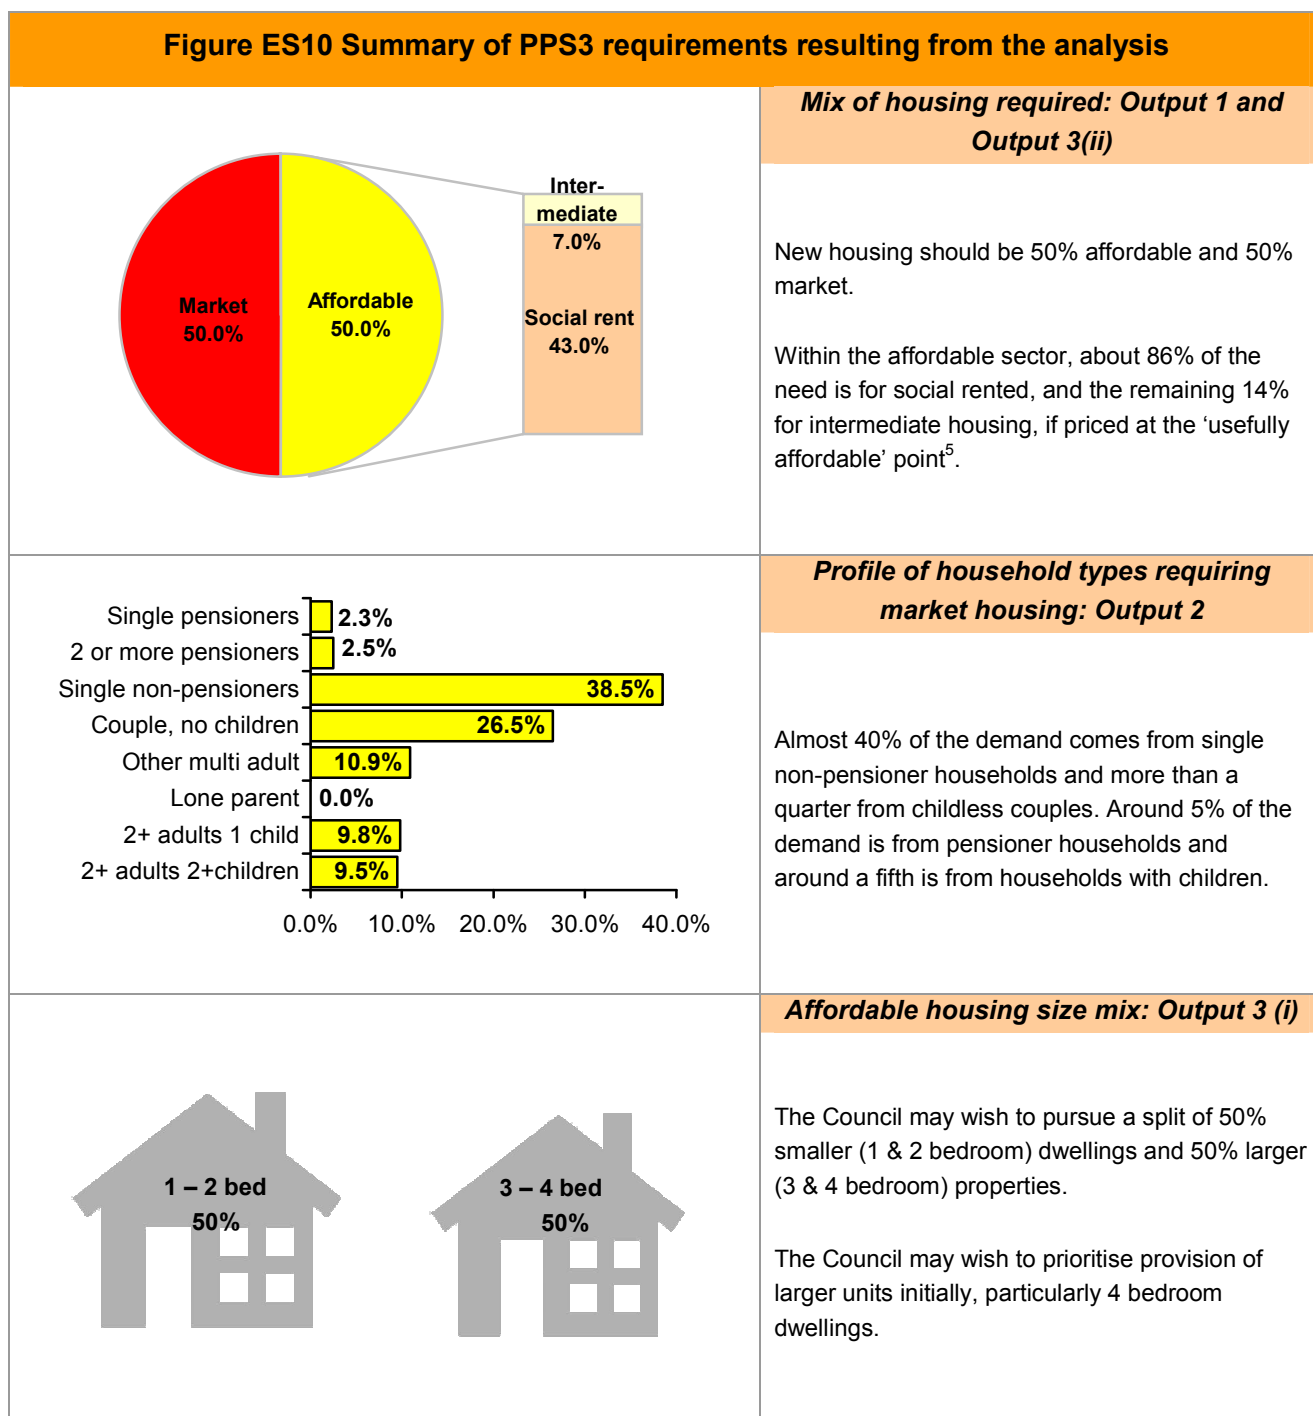 Figure ES10 Summary of PPS3 requirements resulting from the analysis
Mix of housing required: Output 1 and
Output 3(ii)
Inter-
mediate
7.0%
Market
50.0%
Affordable
50.0%
Social rent
43.0%
New housing should be 50% affordable and 50%
market.
Within the affordable sector, about 86% of the
need is for social rented, and the remaining 14%
for intermediate housing, if priced at the ‘usefully
affordable’ point5.
Profile of household types requiring
market housing: Output 2
Single pensioners 2.3%
2 or more pensioners 2.5%
Single non-pensioners 38.5%
Couple, no children 26.5%
Other multi adult 10.9%
Lone parent 0.0%
2+ adults 1 child 9.8%
2+ adults 2+children 9.5%
0.0% 10.0% 20.0% 30.0% 40.0%
Almost 40% of the demand comes from single
non-pensioner households and more than a
quarter from childless couples. Around 5% of the
demand is from pensioner households and
around a fifth is from households with children.
Affordable housing size mix: Output 3 (i)
1 – 2 bed
50%
3 – 4 bed
50%
The Council may wish to pursue a split of 50%
smaller (1 & 2 bedroom) dwellings and 50% larger
(3 & 4 bedroom) properties.
The Council may wish to prioritise provision of
larger units initially, particularly 4 bedroom
dwellings.